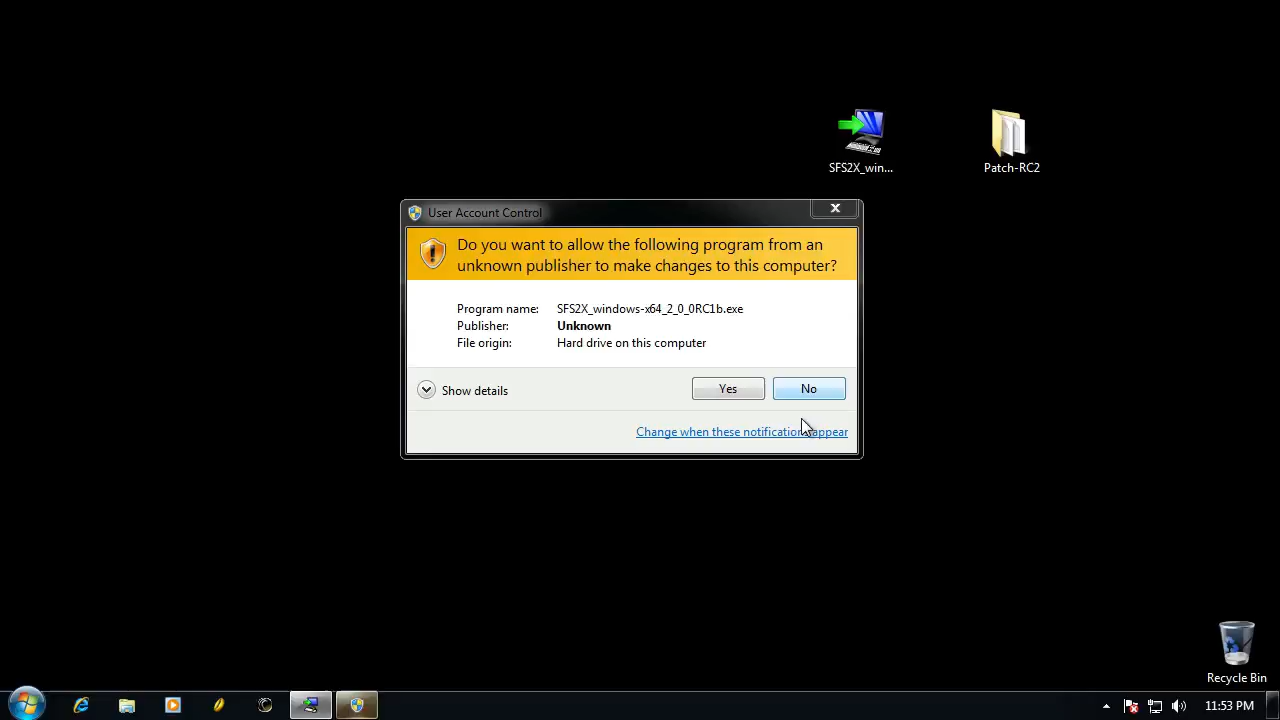 SFS2X_win...
Patch-RC2
User Account Control
Do you want to allow the following program from an
unknown publisher to make changes to this computer?
Program name: SFS2X_windows-x64_2_0_0RC1b.exe
Publisher: Unknown
File origin: Hard drive on this computer
Show details
Yes
No
Change when these notifications appear
Recycle Bin
11:53 PM